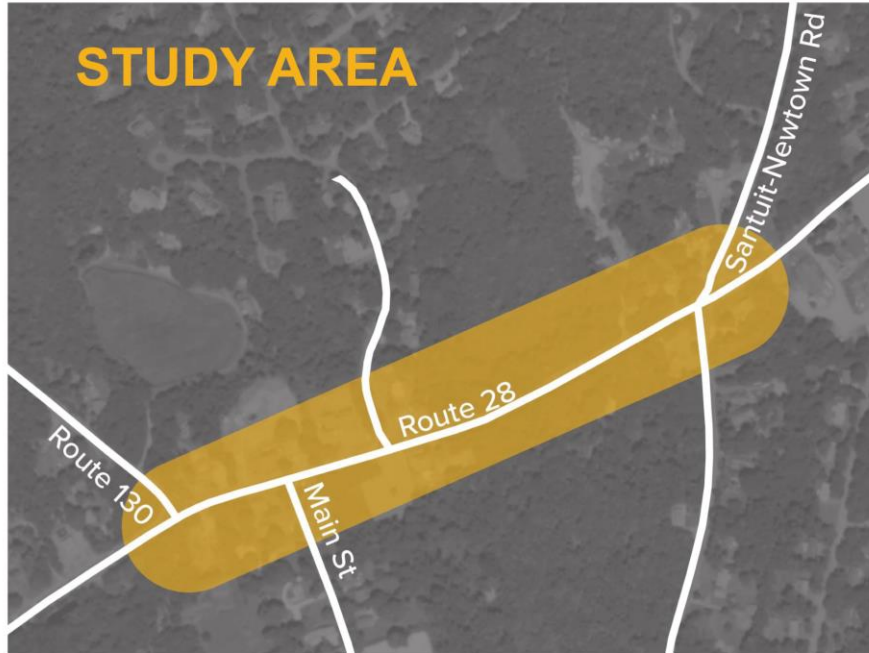 STUDY AREA
Santuit-Newtown Rd
Route 28
Route 130
Main St